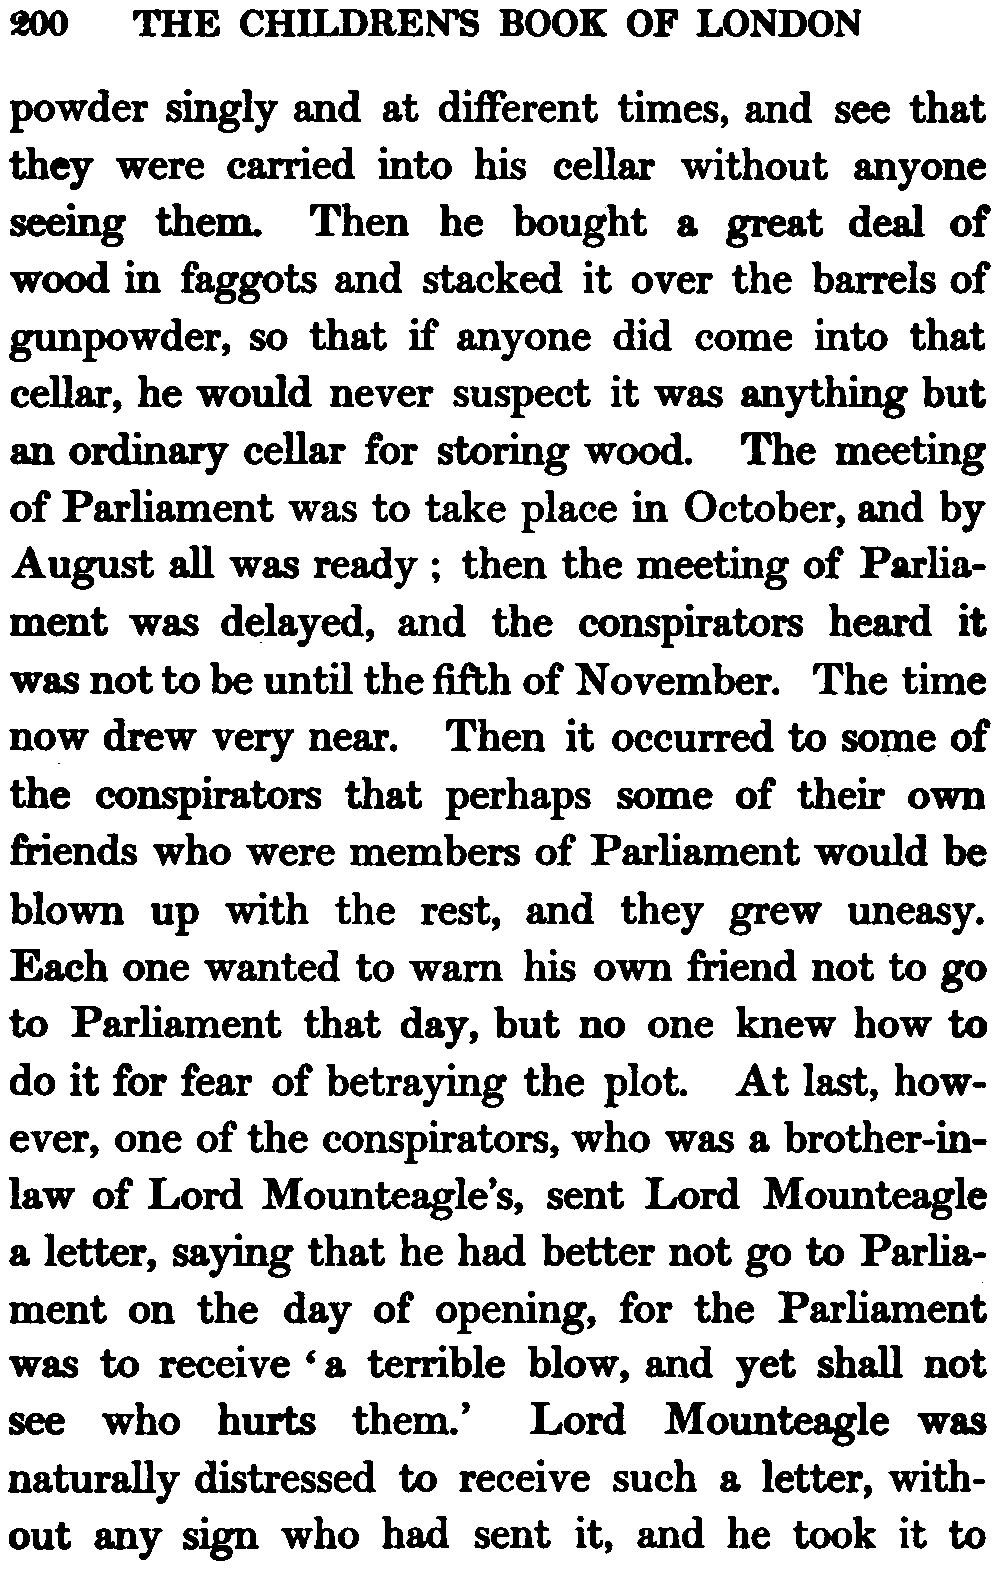 200 THE CHILDREN'S BOOK OF LONDON
powder singly and at different times, and see that
they were carried into his cellar without anyone
seeing them. Then he bought a great deal of
wood in faggots and stacked it over the barrels of
gunpowder, so that if anyone did come into that
cellar, he would never suspect it was anything but
an ordinary cellar for storing wood. The meeting
of Parliament was to take place in October, and by
August all was ready ; then the meeting of Parlia-
ment was delayed, and the conspirators heard it
was not to be until the fifth of November. The time
now drew very near. Then it occurred to some of
the conspirators that perhaps some of their own
friends who were members of Parliament would be
blown up with the rest, and they grew uneasy.
Each one wanted to warn his own friend not to go
to Parliament that day, but no one knew how to
do it for fear of betraying the plot. At last, how-
ever, one of the conspirators, who was a brother-in-
law of Lord Mounteagle's, sent Lord Mounteagle
a letter, saying that he had better not go to Parlia-
ment on the day of opening, for the Parliament
was to receive ‘a terrible blow, and yet shall not
see who hurts them.’ Lord Mounteagle was
naturally distressed to receive such a letter, with-
out any sign who had sent it, and he took it to